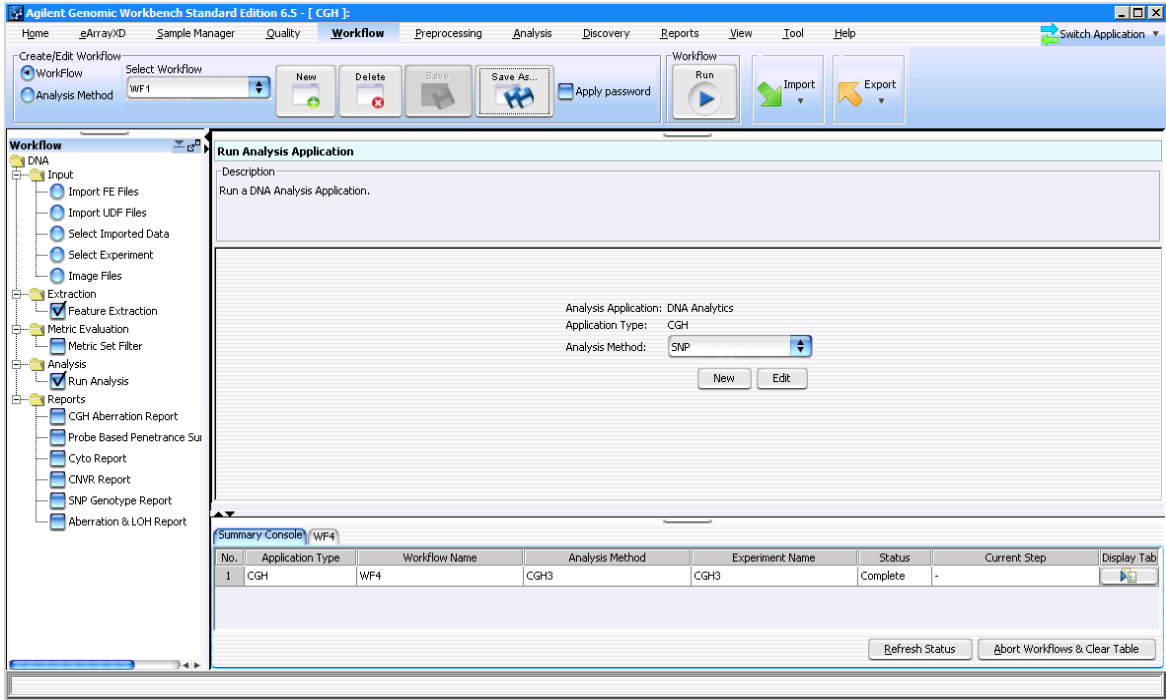 Agilent Genomic Workbench Standard Edition 6.5 - [ CGH ]:
Home eArrayXD Sample Manager Quality Workflow Preprocessing Analysis Discovery Reports View Tool Help Switch Application
Create/Edit Workflow
WorkFlow
Analysis Method
Select Workflow
WF1
New
Delete
Save
Save As...
Apply password
Workflow
Run
Import
Export
Workflow
DNA
Input
Import FE Files
Import UDF Files
Select Imported Data
Select Experiment
Image Files
Extraction
Feature Extraction
Metric Evaluation
Metric Set Filter
Analysis
Run Analysis
Reports
CGH Aberration Report
Probe Based Penetrance Su
Cyto Report
CNVR Report
SNP Genotype Report
Aberration & LOH Report
Run Analysis Application
Description
Run a DNA Analysis Application.
Analysis Application: DNA Analytics
Application Type: CGH
Analysis Method: SNP
New Edit
Summary Console WF4
No. Application Type Workflow Name Analysis Method Experiment Name Status Current Step Display Tab
1 CGH WF4 CGH3 CGH3 Complete -
Refresh Status Abort Workflows & Clear Table